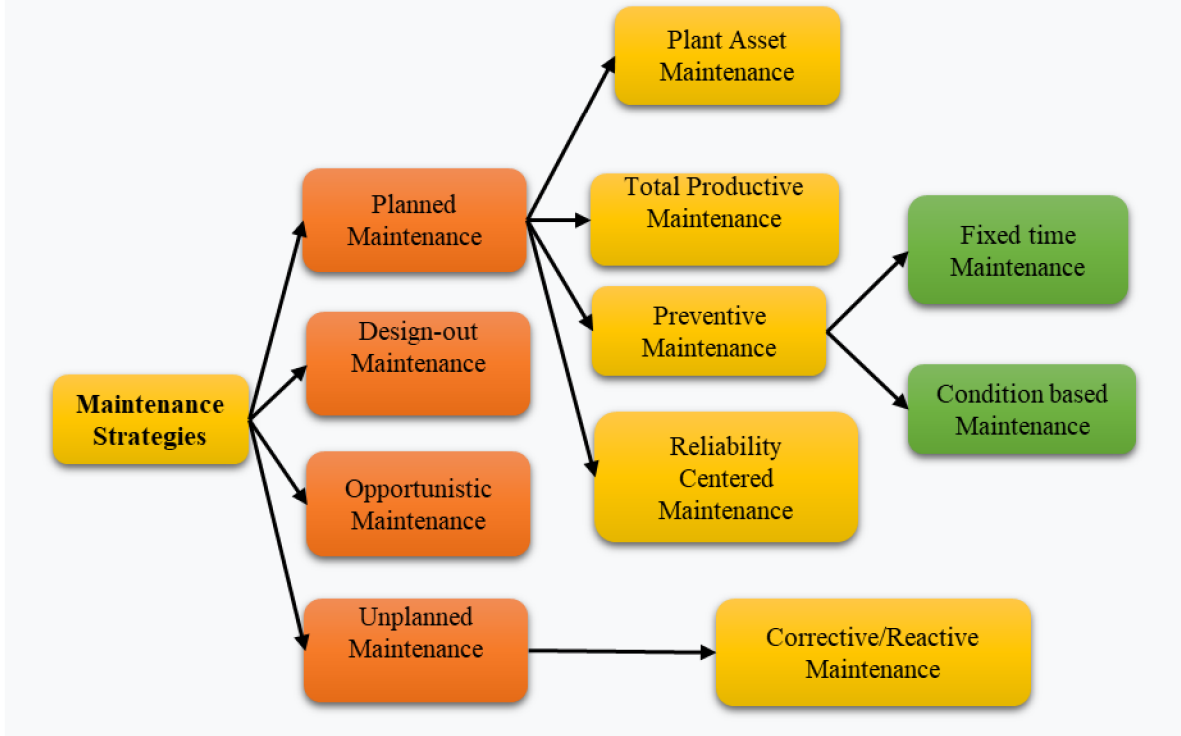 Plant Asset
Maintenance
Planned
Maintenance
Total Productive
Maintenance
Fixed time
Maintenance
Design-out
Maintenance
Preventive
Maintenance
Maintenance
Strategies
Condition based
Maintenance
Opportunistic
Maintenance
Reliability
Centered
Maintenance
Unplanned
Maintenance
Corrective/Reactive
Maintenance